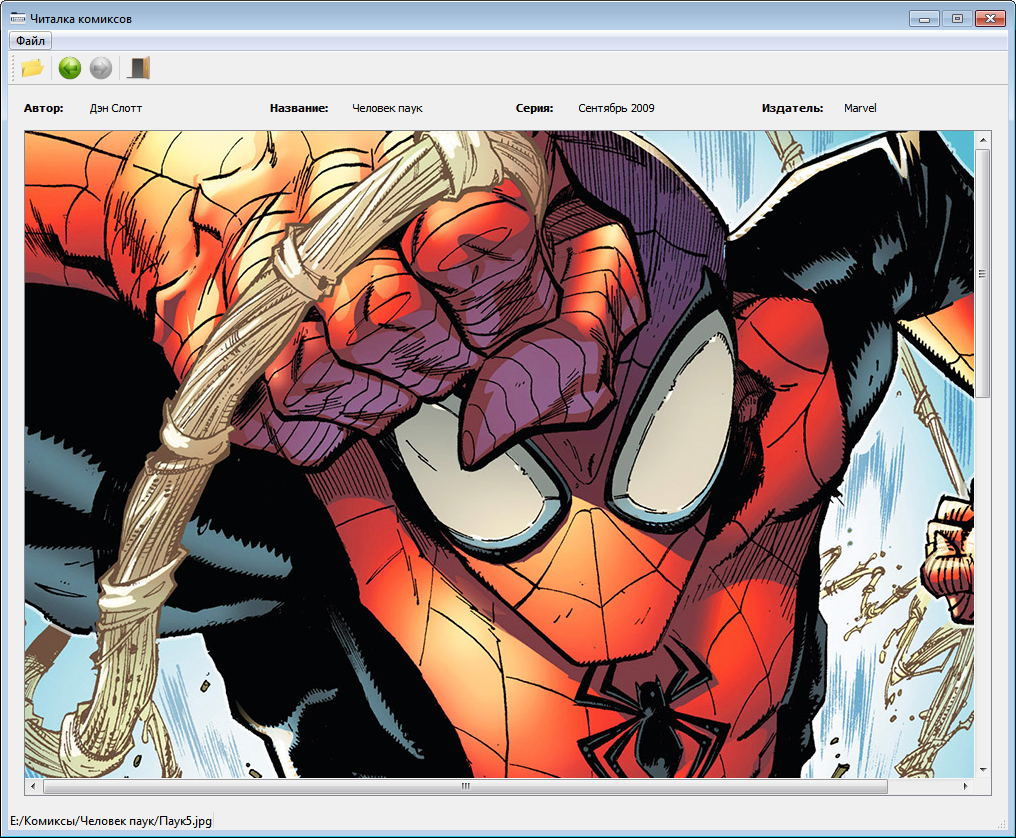 Читалка комиксов
Файл
Автор: Дэн Слотт Название: Человек паук Серия: Сентябрь 2009 Издатель: Marvel
E:/Комиксы/Человек паук/Паук5.jpg